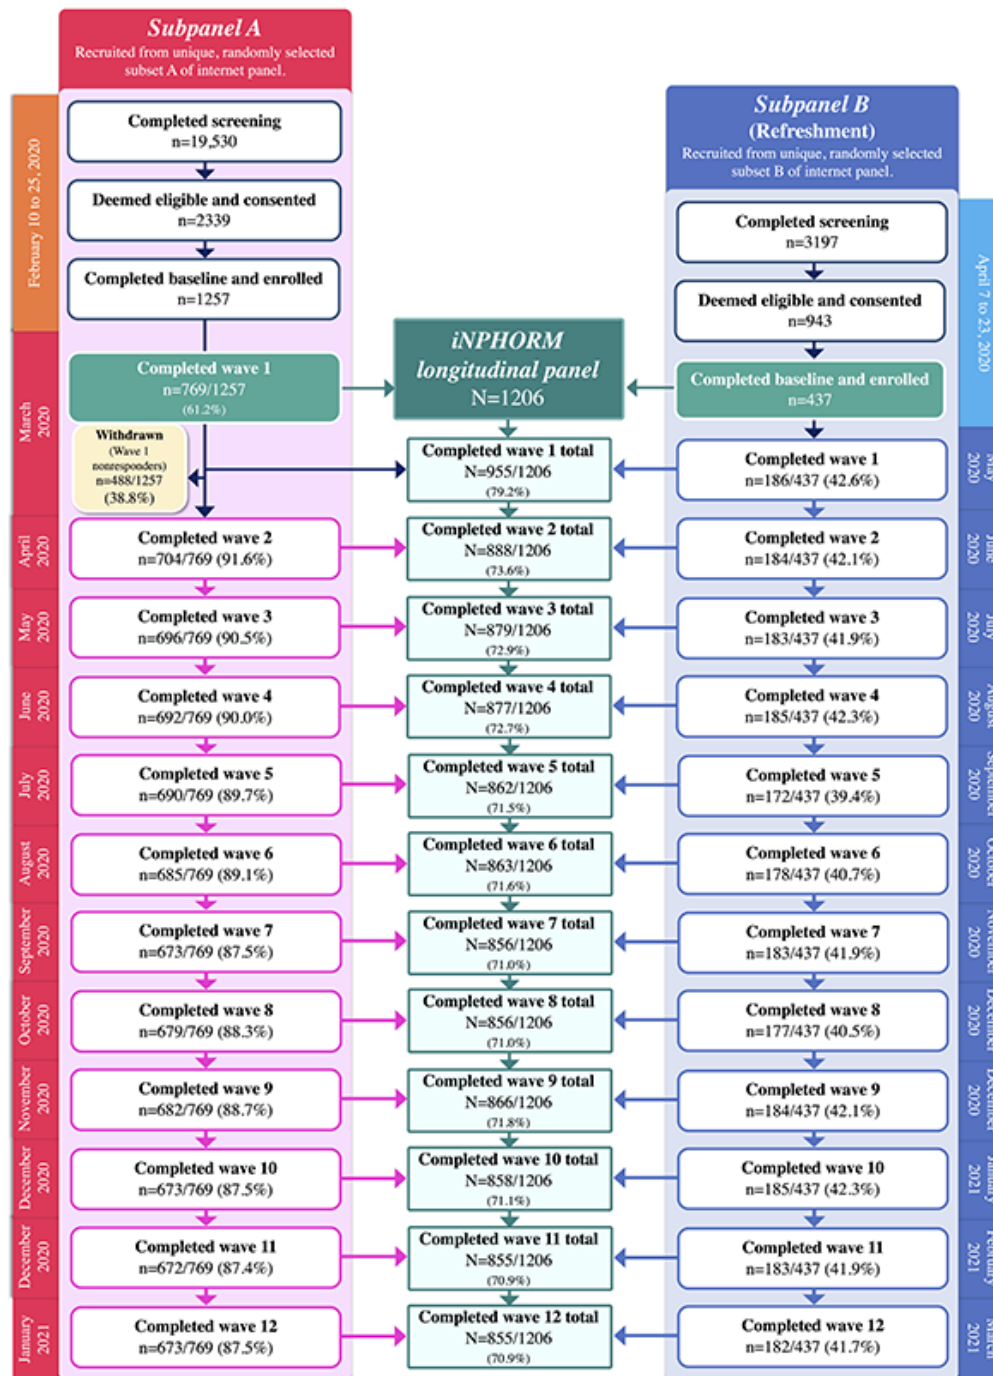 Subpanel A
Recruited from unique, randomly selected
subset A of internet panel.
February 10 to 25, 2020
Completed screening
n=19,530
Deemed eligible and consented
n=2339
Completed baseline and enrolled
n=1257
March
2020
Completed wave 1
n=769/1257
(61.2%)
Withdrawn
(Wave 1
nonresponders)
n=488/1257
(38.8%)
April
2020
Completed wave 2
n=704/769 (91.6%)
May
2020
Completed wave 3
n=696/769 (90.5%)
June
2020
Completed wave 4
n=692/769 (90.0%)
July
2020
Completed wave 5
n=690/769 (89.7%)
August
2020
Completed wave 6
n=685/769 (89.1%)
September
2020
Completed wave 7
n=673/769 (87.5%)
October
2020
Completed wave 8
n=679/769 (88.3%)
November
2020
Completed wave 9
n=682/769 (88.7%)
December
2020
Completed wave 10
n=673/769 (87.5%)
December
2020
Completed wave 11
n=672/769 (87.4%)
January
2021
Completed wave 12
n=673/769 (87.5%)
iNPHORM
longitudinal panel
N=1206
Completed wave 1 total
N=955/1206
(79.2%)
Completed wave 2 total
N=888/1206
(73.6%)
Completed wave 3 total
N=879/1206
(72.9%)
Completed wave 4 total
N=877/1206
(72.7%)
Completed wave 5 total
N=862/1206
(71.5%)
Completed wave 6 total
N=863/1206
(71.6%)
Completed wave 7 total
N=856/1206
(71.0%)
Completed wave 8 total
N=856/1206
(71.0%)
Completed wave 9 total
N=866/1206
(71.8%)
Completed wave 10 total
N=858/1206
(71.1%)
Completed wave 11 total
N=855/1206
(70.9%)
Completed wave 12 total
N=855/1206
(70.9%)
Subpanel B
(Refreshment)
Recruited from unique, randomly selected
subset B of internet panel.
April 7 to 23, 2020
Completed screening
n=3197
Deemed eligible and consented
n=943
Completed baseline and enrolled
n=437
May
2020
Completed wave 1
n=186/437 (42.6%)
June
2020
Completed wave 2
n=184/437 (42.1%)
July
2020
Completed wave 3
n=183/437 (41.9%)
August
2020
Completed wave 4
n=185/437 (42.3%)
September
2020
Completed wave 5
n=172/437 (39.4%)
October
2020
Completed wave 6
n=178/437 (40.7%)
November
2020
Completed wave 7
n=183/437 (41.9%)
December
2020
Completed wave 8
n=177/437 (40.5%)
December
2020
Completed wave 9
n=184/437 (42.1%)
January
2021
Completed wave 10
n=185/437 (42.3%)
February
2021
Completed wave 11
n=183/437 (41.9%)
March
2021
Completed wave 12
n=182/437 (41.7%)